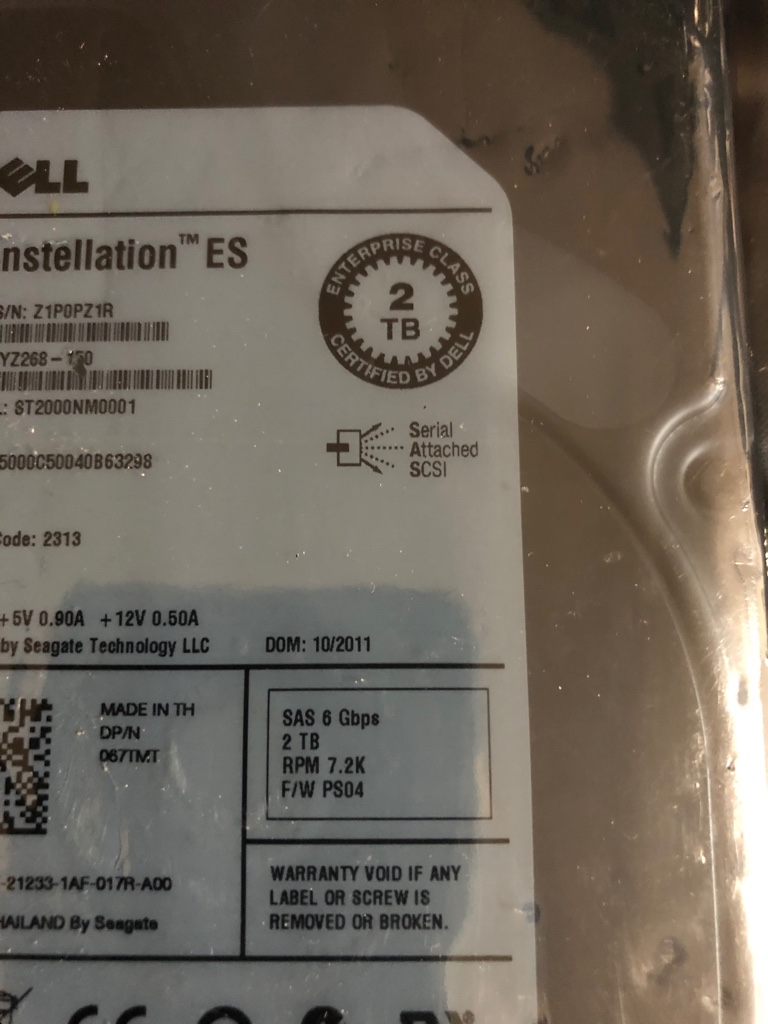 DELL
nstellation™ ES
ENTERPRISE CLASS
2
TB
CERTIFIED BY DELL
S/N: Z1P0PZ1R
YZ268-150
.: ST2000NM0001
Serial
Attached
SCSI
5000C50040B63298
Code: 2313
+5V 0.90A +12V 0.50A
by Seagate Technology LLC
DOM: 10/2011
MADE IN TH
DP/N
067TMT
SAS 6 Gbps
2 TB
RPM 7.2K
F/W PS04
-21233-1AF-017R-A00
HAILAND By Seagate
WARRANTY VOID IF ANY
LABEL OR SCREW IS
REMOVED OR BROKEN.